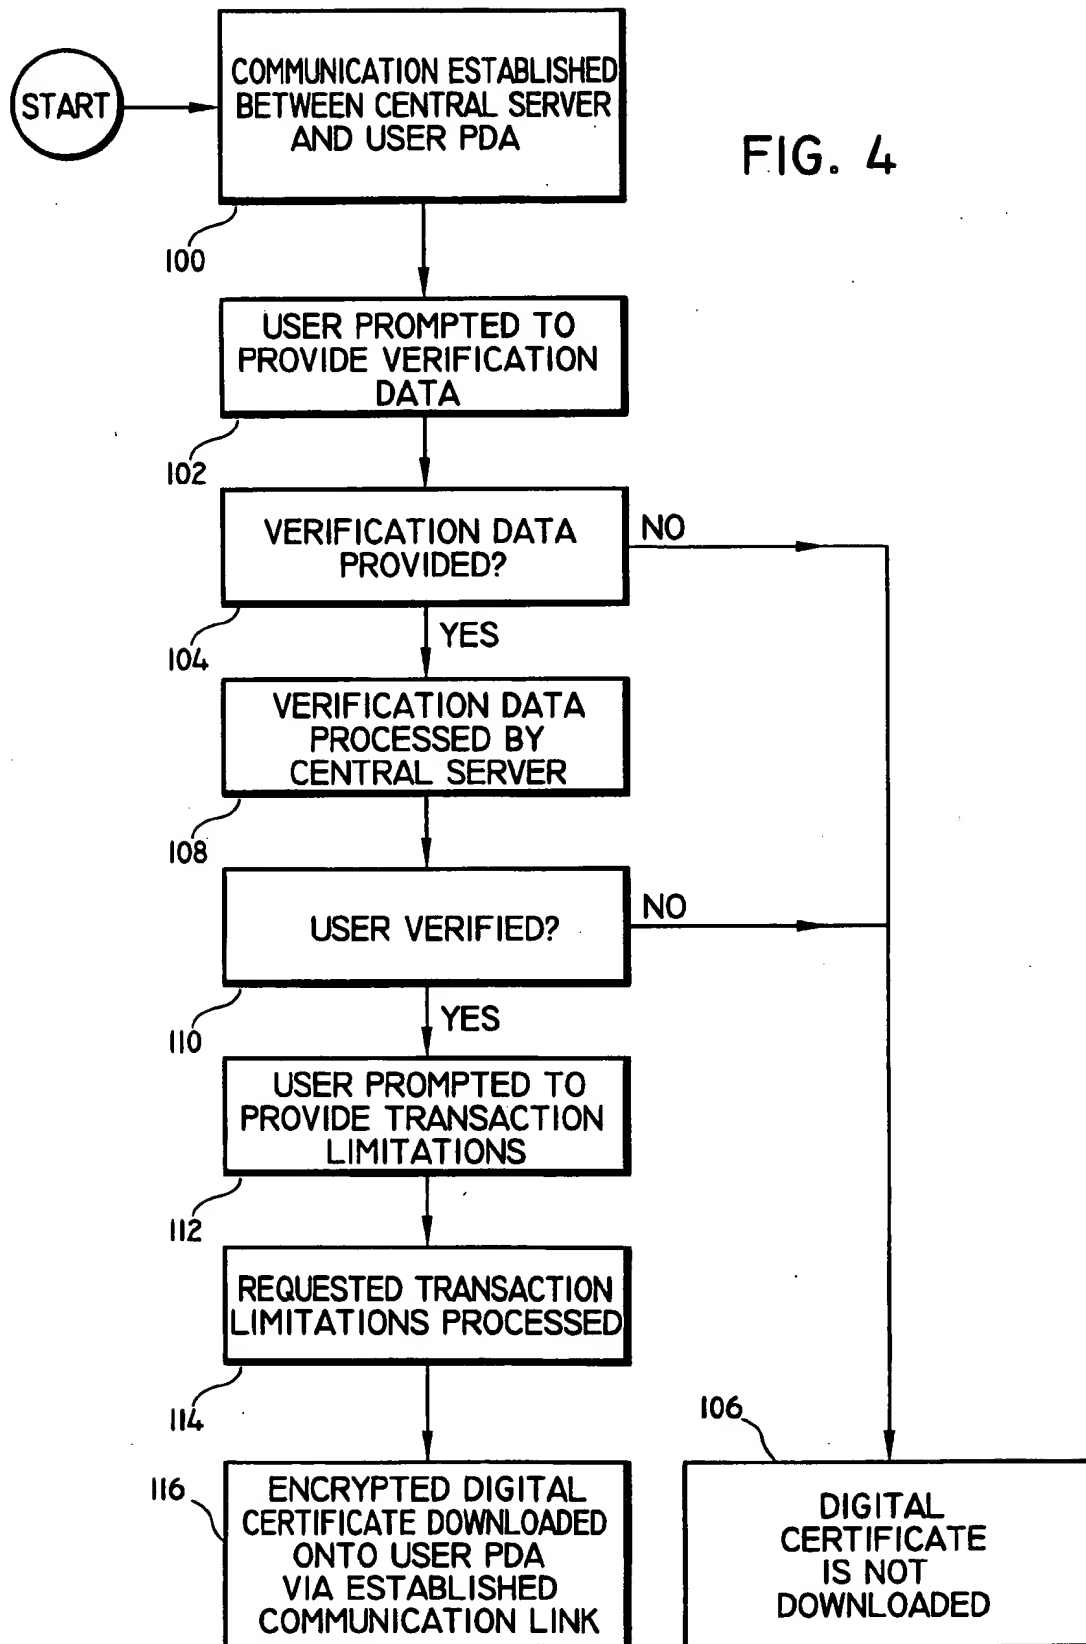 START
COMMUNICATION ESTABLISHED
BETWEEN CENTRAL SERVER
AND USER PDA
FIG. 4
100
USER PROMPTED TO
PROVIDE VERIFICATION
DATA
102
VERIFICATION DATA
PROVIDED?
NO
104
YES
VERIFICATION DATA
PROCESSED BY
CENTRAL SERVER
108
USER VERIFIED?
NO
110
YES
USER PROMPTED TO
PROVIDE TRANSACTION
LIMITATIONS
112
REQUESTED TRANSACTION
LIMITATIONS PROCESSED
114
116
ENCRYPTED DIGITAL
CERTIFICATE DOWNLOADED
ONTO USER PDA
VIA ESTABLISHED
COMMUNICATION LINK
106
DIGITAL
CERTIFICATE
IS NOT
DOWNLOADED